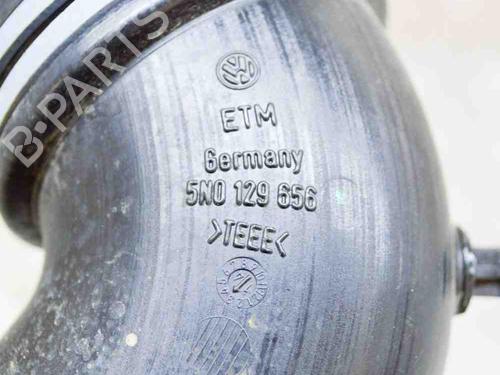 B-PARTS
ETM
Germany
5N0 129 656
>TEEE<